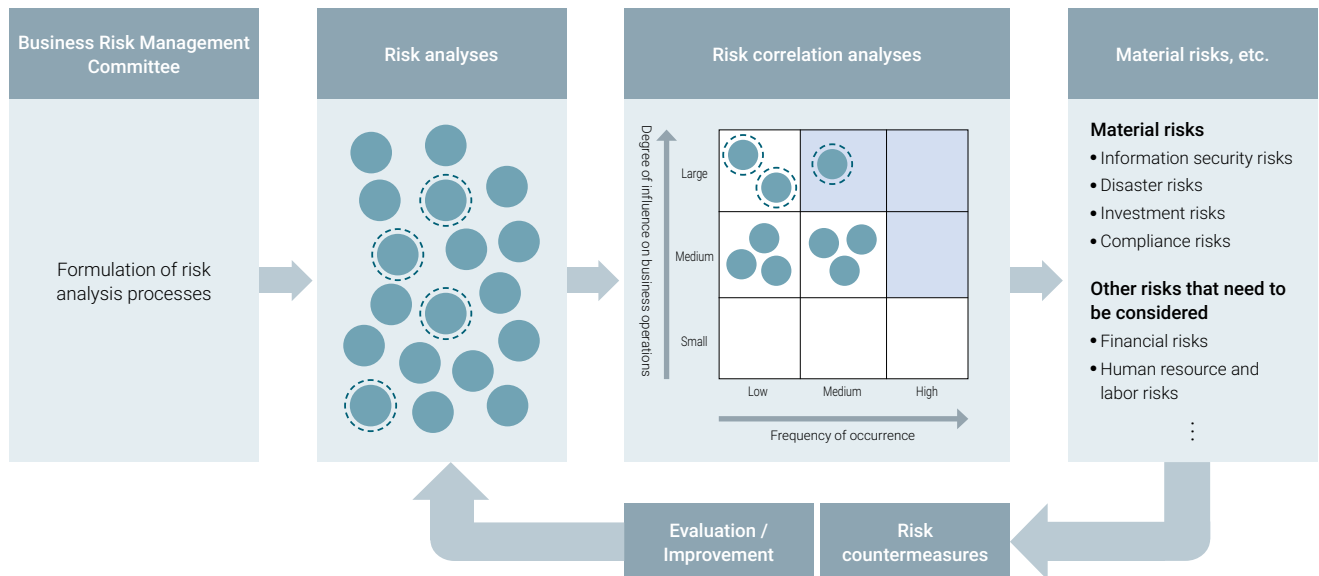 Business Risk Management
Committee
Formulation of risk
analysis processes
Risk analyses
Risk correlation analyses
Degree of influence on business operations
Large
Medium
Small
Low
Medium
High
Frequency of occurrence
Material risks, etc.
Material risks
• Information security risks
• Disaster risks
• Investment risks
• Compliance risks
Other risks that need to
be considered
• Financial risks
• Human resource and
labor risks
⋮
Risk
countermeasures
Evaluation /
Improvement